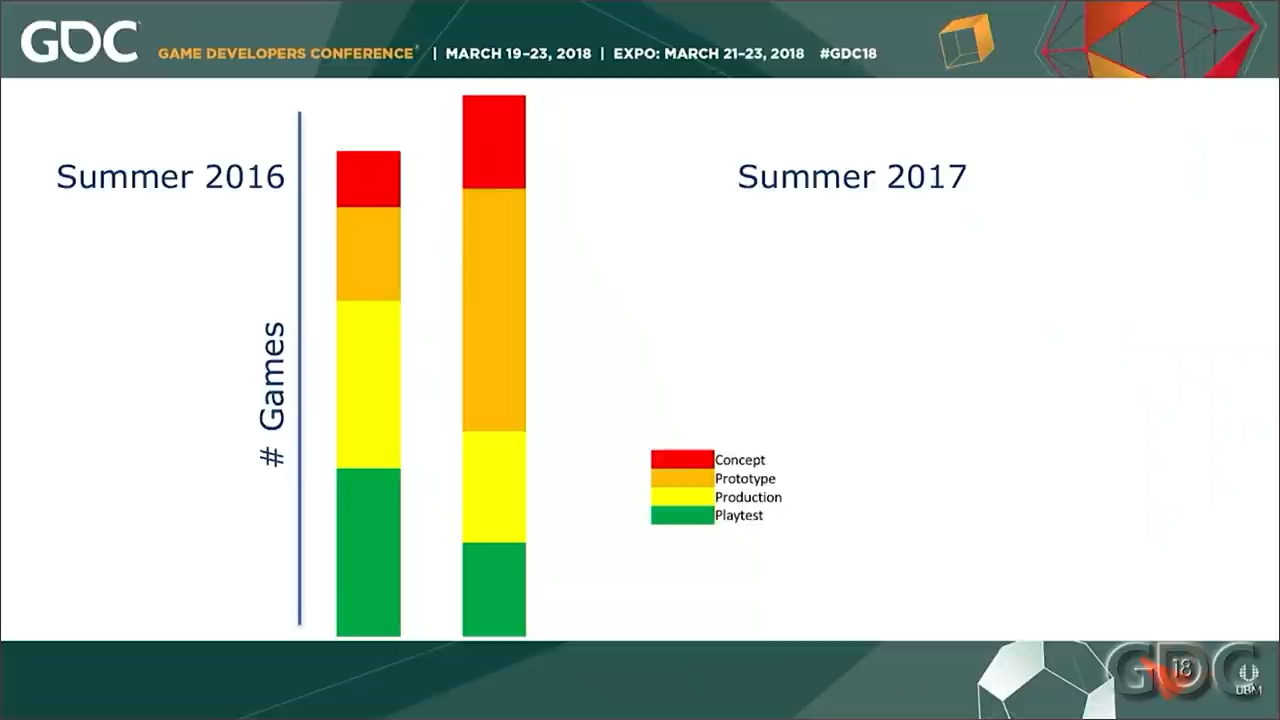 GDC
GAME DEVELOPERS CONFERENCE® | MARCH 19–23, 2018 | EXPO: MARCH 21–23, 2018 #GDC18
Summer 2016
Summer 2017
# Games
Concept
Prototype
Production
Playtest
GDC
18
UBM